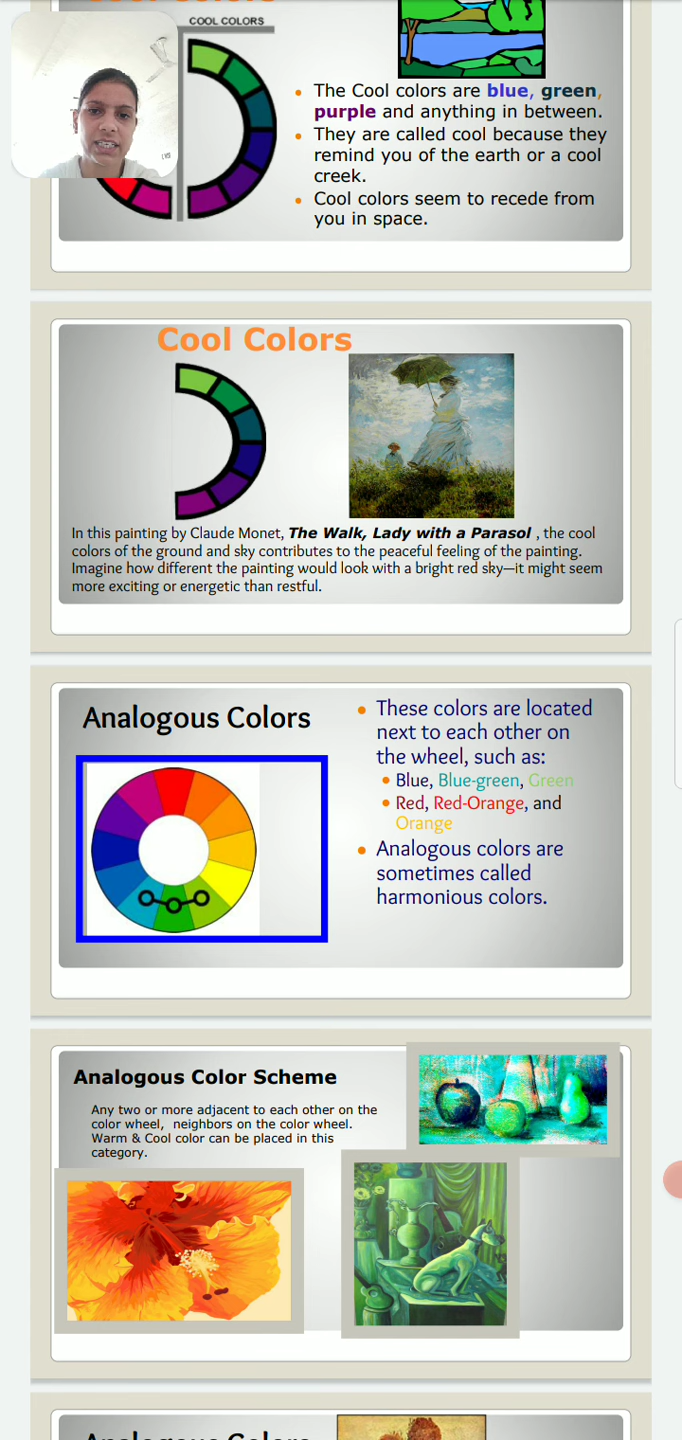 COOL COLORS
• The Cool colors are blue, green,
purple and anything in between.
• They are called cool because they
remind you of the earth or a cool
creek.
• Cool colors seem to recede from
you in space.
Cool Colors
In this painting by Claude Monet, The Walk, Lady with a Parasol , the cool
colors of the ground and sky contributes to the peaceful feeling of the painting.
Imagine how different the painting would look with a bright red sky—it might seem
more exciting or energetic than restful.
Analogous Colors
• These colors are located
next to each other on
the wheel, such as:
• Blue, Blue-green, Green
• Red, Red-Orange, and
Orange
• Analogous colors are
sometimes called
harmonious colors.
Analogous Color Scheme
Any two or more adjacent to each other on the
color wheel, neighbors on the color wheel.
Warm & Cool color can be placed in this
category.
Analogous Colors